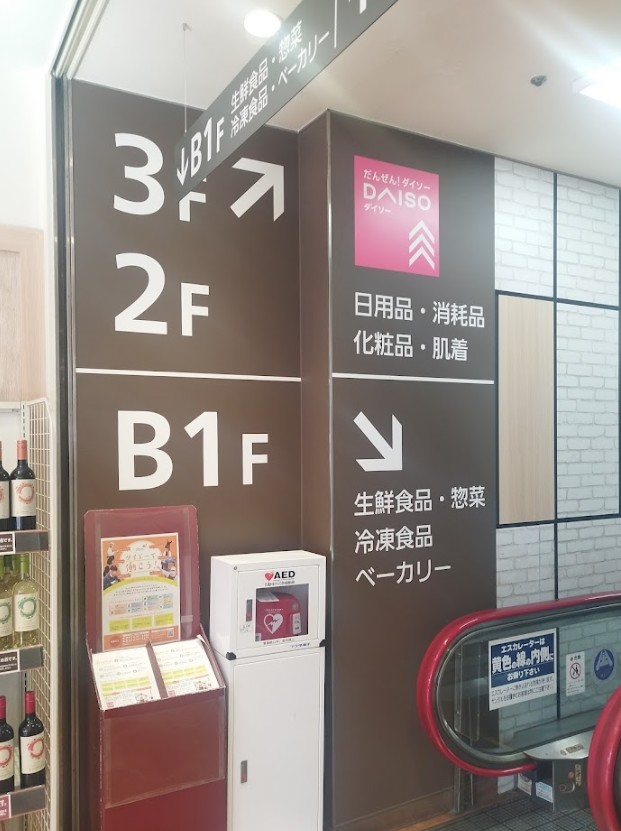 ↓B1F 生鮮食品・惣菜
冷凍食品・ベーカリー
3F
2F
B1F
だんぜん!ダイソー
DAISO
ダイソー
日用品・消耗品
化粧品・肌着
生鮮食品・惣菜
冷凍食品
ベーカリー
AED
エスカレーターは
黄色の線の内側に
お乗り下さい